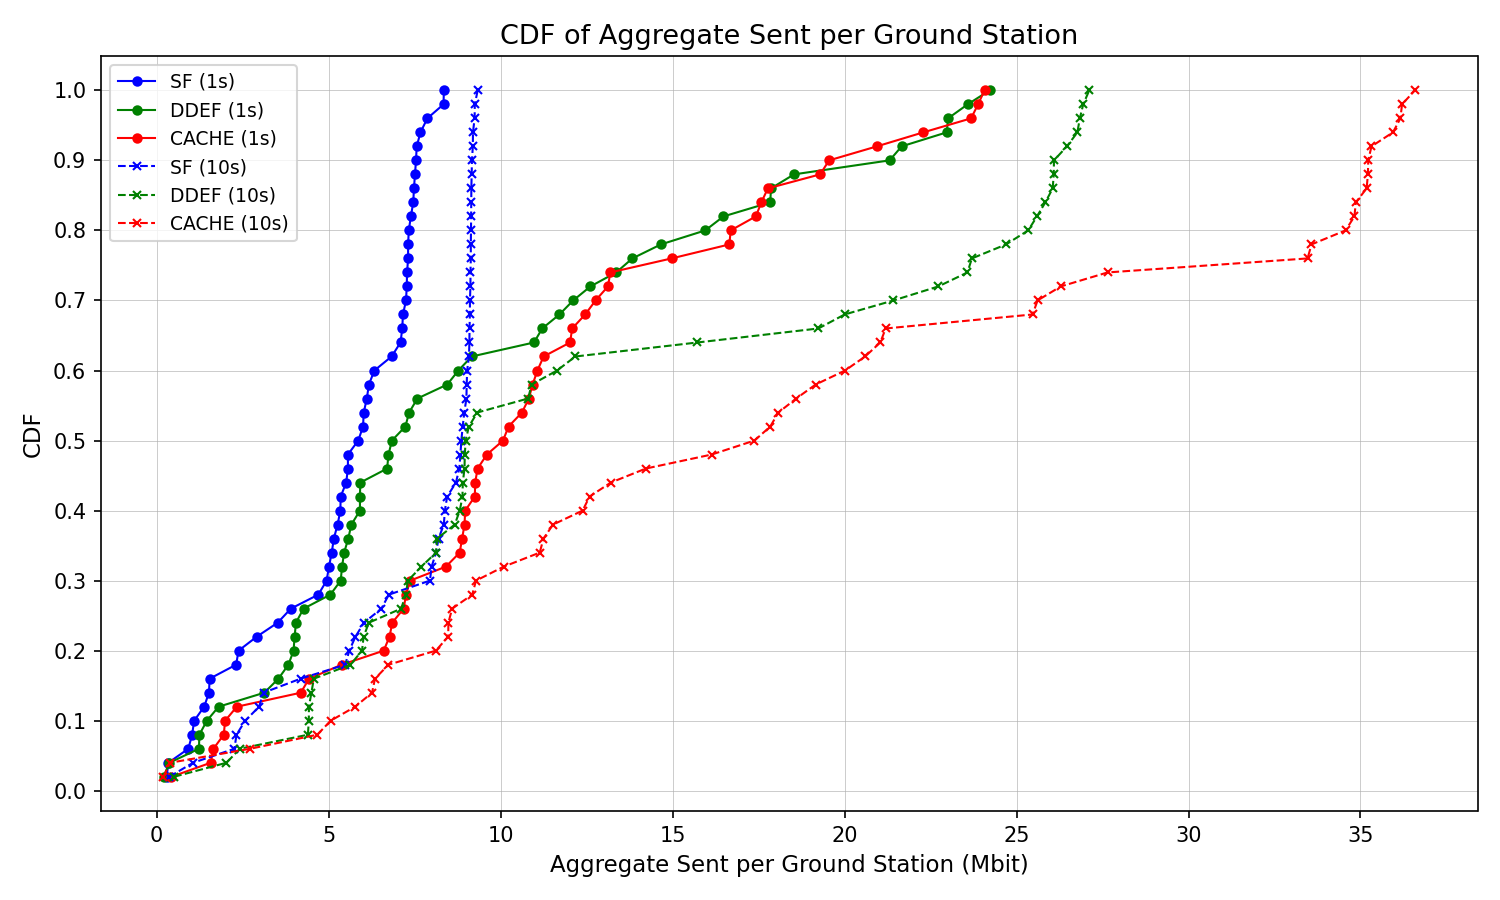 CDF of Aggregate Sent per Ground Station
SF (1s)
DDEF (1s)
CACHE (1s)
SF (10s)
DDEF (10s)
CACHE (10s)
CDF
1.0
0.9
0.8
0.7
0.6
0.5
0.4
0.3
0.2
0.1
0.0
0 5 10 15 20 25 30 35
Aggregate Sent per Ground Station (Mbit)